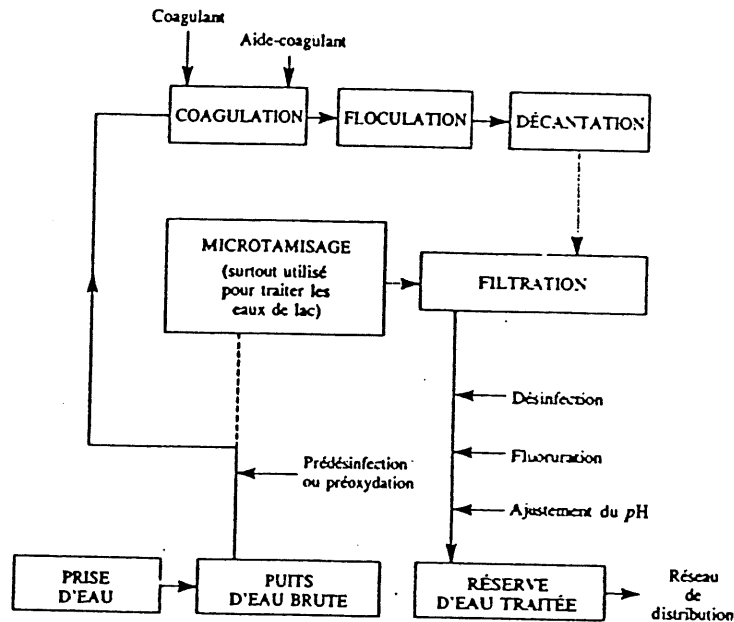 Coagulant
Aide-coagulant
COAGULATION
FLOCULATION
DÉCANTATION
MICROTAMISAGE
(surtout utilisé
pour traiter les
eaux de lac)
FILTRATION
Désinfection
Fluoruration
Ajustement du pH
Prédésinfection
ou préoxydation
PRISE
D'EAU
PUITS
D'EAU BRUTE
RÉSERVE
D'EAU TRAITÉE
Réseau
de
distribution